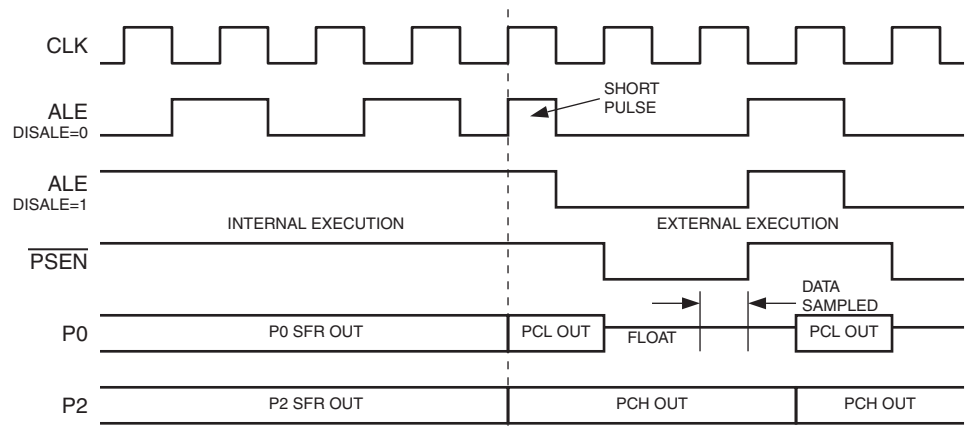 CLK
ALE
DISALE=0
SHORT
PULSE
ALE
DISALE=1
INTERNAL EXECUTION
EXTERNAL EXECUTION
PSEN
DATA
SAMPLED
P0
P0 SFR OUT
PCL OUT
FLOAT
PCL OUT
P2
P2 SFR OUT
PCH OUT
PCH OUT